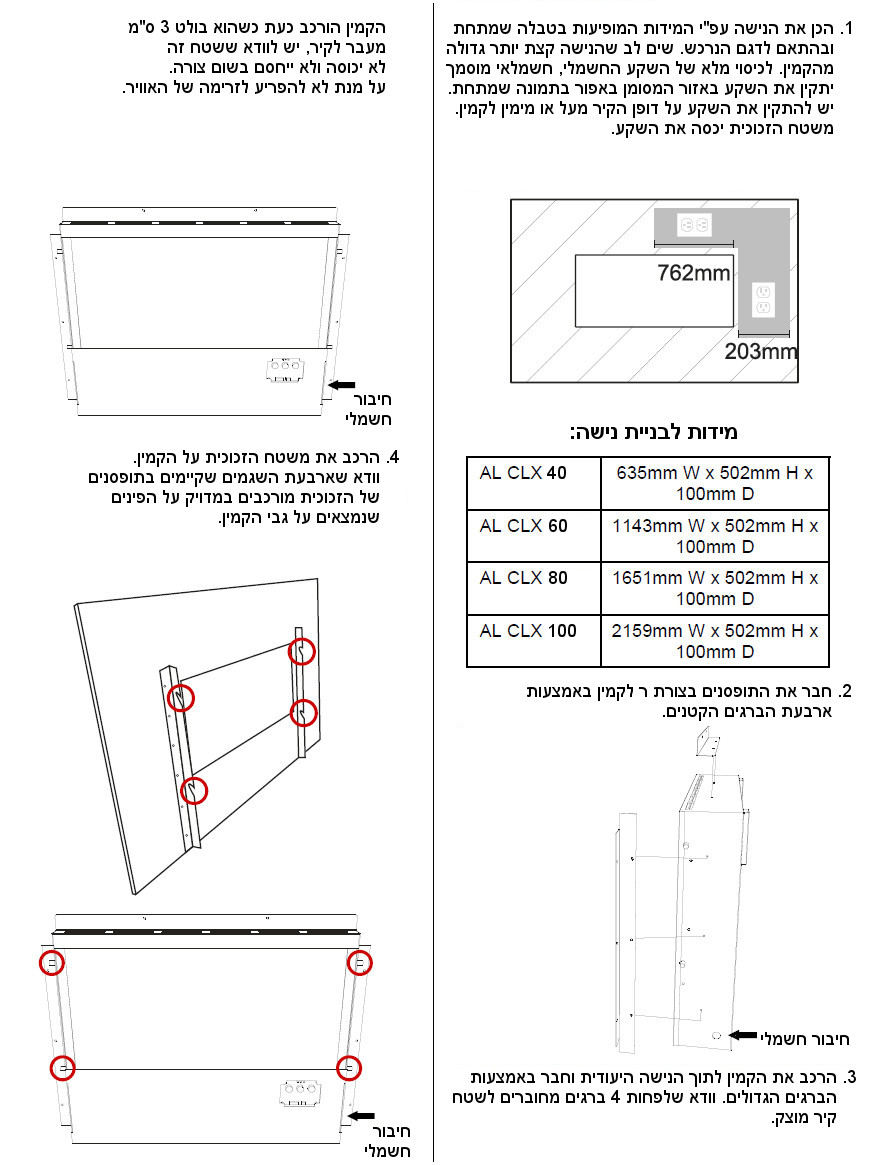 1. הכן את הנישה עפ"י המידות המופיעות בטבלה שמתחת
ובהתאם לדגם הנרכש. שים לב שהנישה קצת יותר גדולה
מהקמין. לכיסוי מלא של השקע החשמלי, חשמלאי מוסמך
יתקין את השקע באזור המסומן באפור בתמונה שמתחת.
יש להתקין את השקע על דופן הקיר מעל או מימין לקמין.
משטח הזכוכית יכסה את השקע.
762mm
203mm
מידות לבניית נישה:
AL CLX 40 635mm W x 502mm H x
100mm D
AL CLX 60 1143mm W x 502mm H x
100mm D
AL CLX 80 1651mm W x 502mm H x
100mm D
AL CLX 100 2159mm W x 502mm H x
100mm D
2. חבר את התופסנים בצורת ר לקמין באמצעות
ארבעת הברגים הקטנים.
חיבור חשמלי
3. הרכב את הקמין לתוך הנישה היעודית וחבר באמצעות
הברגים הגדולים. וודא שלפחות 4 ברגים מחוברים לשטח
קיר מוצק.
הקמין הורכב כעת כשהוא בולט 3 ס"מ
מעבר לקיר, יש לוודא ששטח זה
לא יכוסה ולא ייחסם בשום צורה.
על מנת לא להפריע לזרימה של האוויר.
חיבור
חשמלי
4. הרכב את משטח הזכוכית על הקמין.
וודא שארבעת השגמים שקיימים בתופסנים
של הזכוכית מורכבים במדויק על הפינים
שנמצאים על גבי הקמין.
חיבור
חשמלי